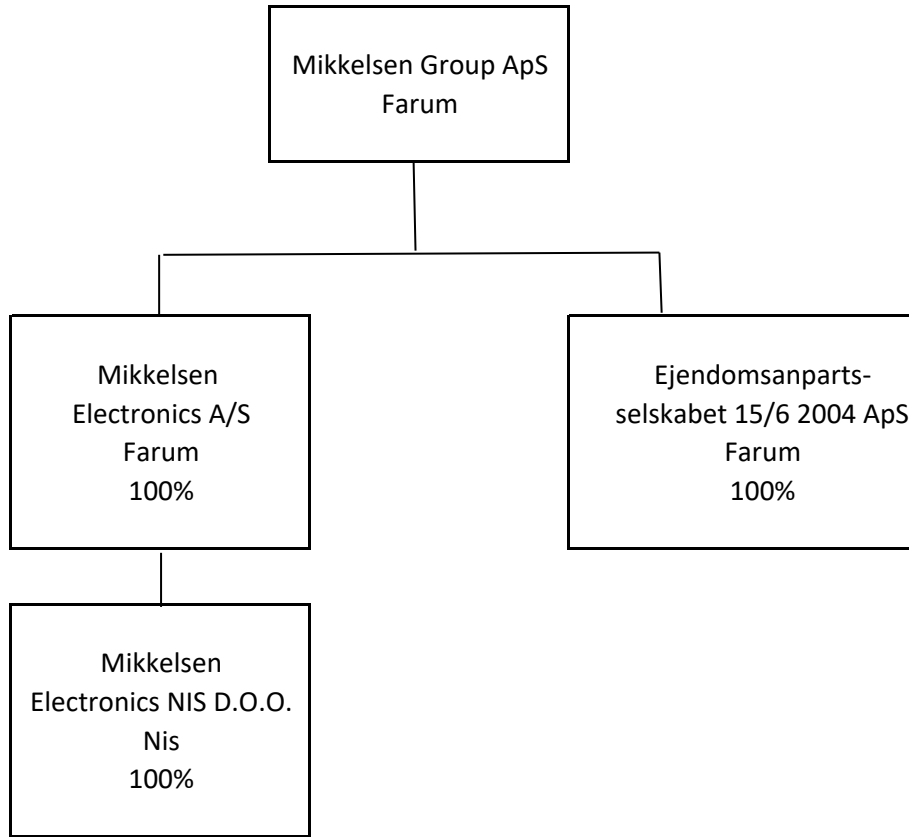 Mikkelsen Group ApS
Farum
Mikkelsen
Electronics A/S
Farum
100%
Ejendomsanparts-
selskabet 15/6 2004 ApS
Farum
100%
Mikkelsen
Electronics NIS D.O.O.
Nis
100%